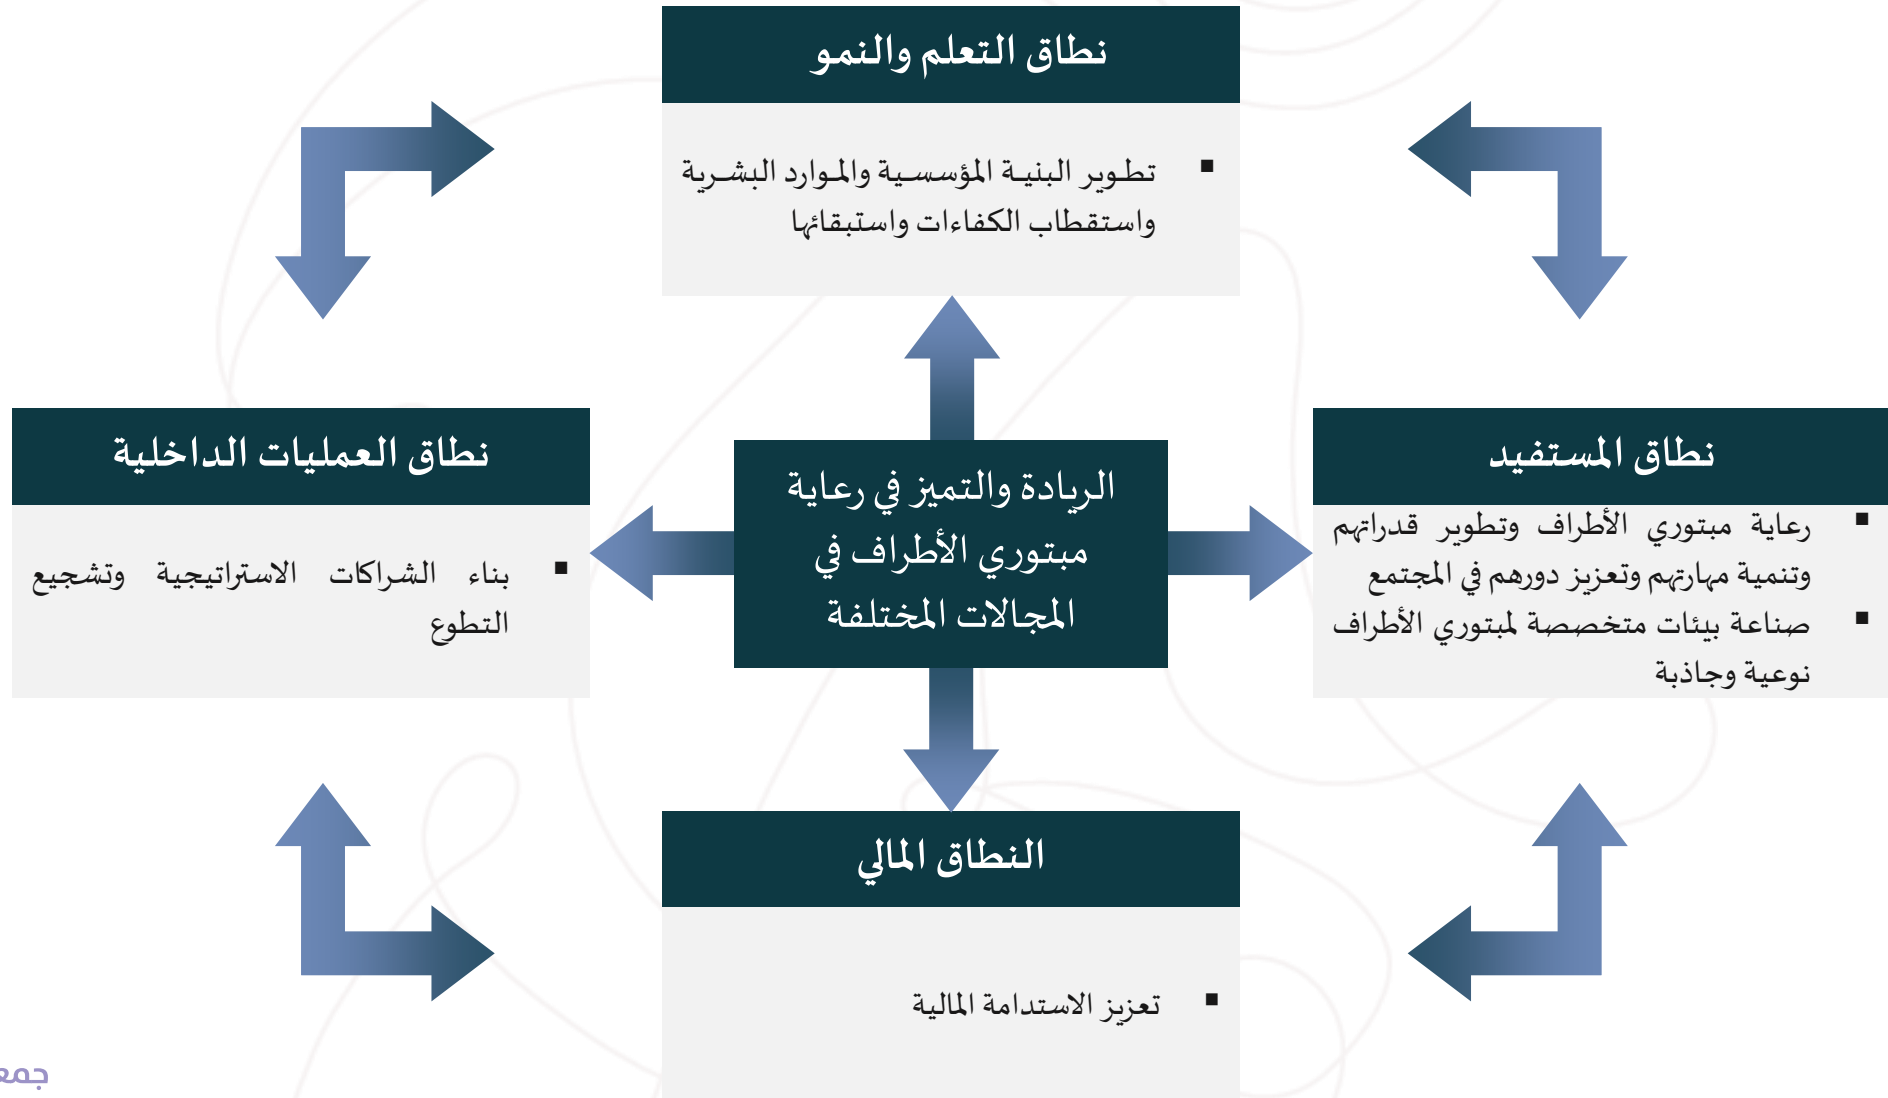 نطاق التعلم والنمو
تطوير البنية المؤسسية والموارد البشرية
واستقطاب الكفاءات واستبقائها
نطاق المستفيد
رعاية مبتوري الأطراف وتطوير قدراتهم
وتنمية مهارتهم وتعزيز دورهم في المجتمع
صناعة بيئات متخصصة لمبتوري الأطراف
نوعية وجاذبة
الريادة والتميز في رعاية
مبتوري الأطراف في
المجالات المختلفة
نطاق العمليات الداخلية
بناء الشراكات الاستراتيجية وتشجيع
التطوع
النطاق المالي
تعزيز الاستدامة المالية